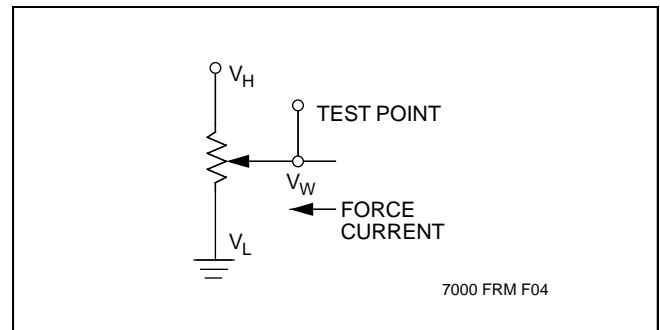 V_H
TEST POINT
V_W
FORCE
CURRENT
V_L
7000 FRM F04